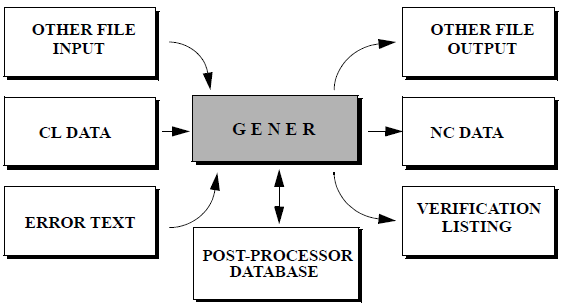 OTHER FILE
INPUT
OTHER FILE
OUTPUT
CL DATA
G E N E R
NC DATA
ERROR TEXT
VERIFICATION
LISTING
POST-PROCESSOR
DATABASE